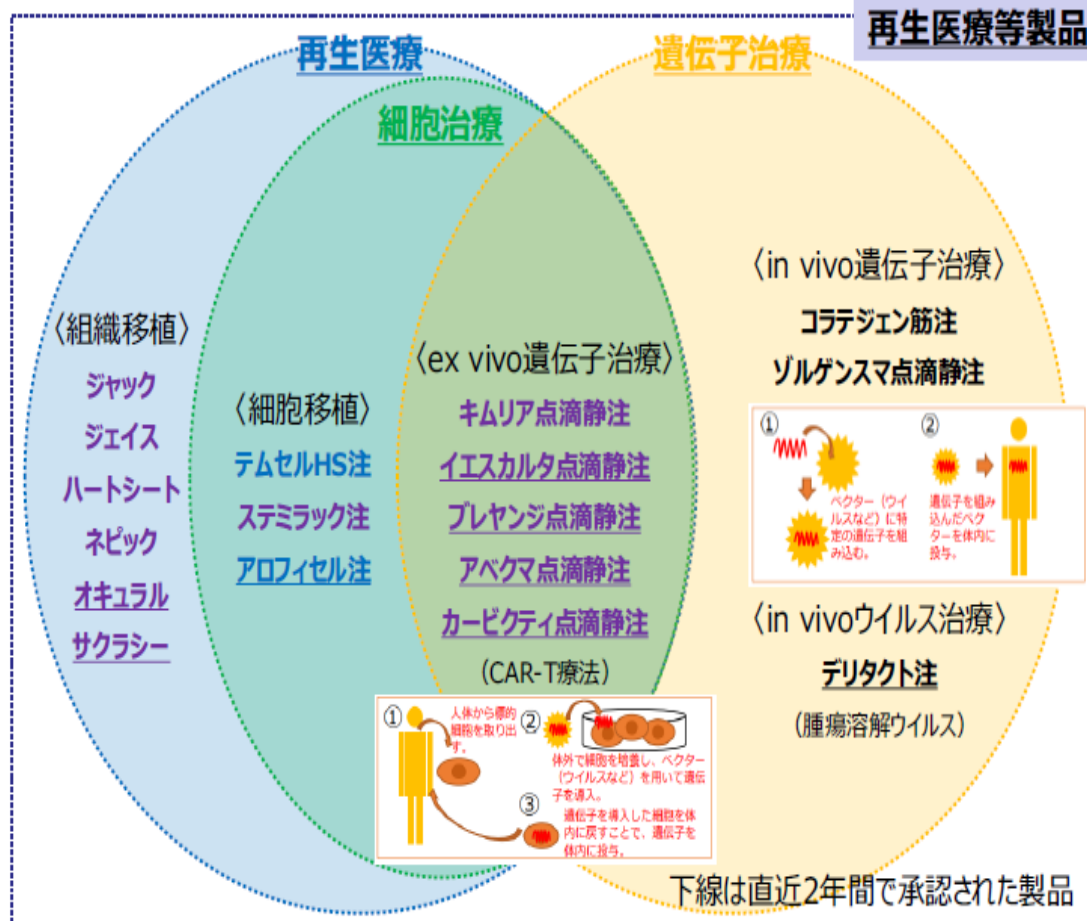 再生医療等製品
再生医療
遺伝子治療
細胞治療
〈組織移植〉
ジャック
ジェイス
ハートシート
ネピック
オキュラル
サクラシー
〈細胞移植〉
テムセルHS注
ステミラック注
アロフィセル注
〈ex vivo遺伝子治療〉
キムリア点滴静注
イエスカルタ点滴静注
ブレヤンジ点滴静注
アベクマ点滴静注
カービクティ点滴静注
（CAR-T療法）
①
人体から標的
細胞を取り出
す。
②
体外で細胞を培養し、ベクター
（ウイルスなど）を用いて遺伝
子を導入。
③
遺伝子を導入した細胞を体
内に戻すことで、遺伝子を
体内に投与。
〈in vivo遺伝子治療〉
コラテジェン筋注
ゾルゲンスマ点滴静注
①
ベクター（ウイ
ルスなど）に特
定の遺伝子を組
み込む。
②
遺伝子を組み
込んだベク
ターを体内に
投与。
〈in vivoウイルス治療〉
デリタクト注
（腫瘍溶解ウイルス）
下線は直近2年間で承認された製品